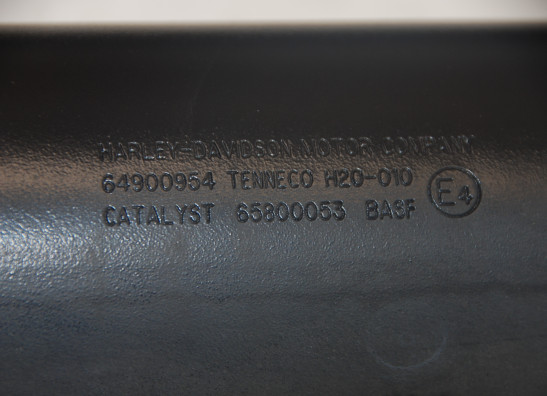 HARLEY-DAVIDSON MOTOR COMPANY
64900954 TENNECO H20-010
CATALYST 65800053 BASF E4